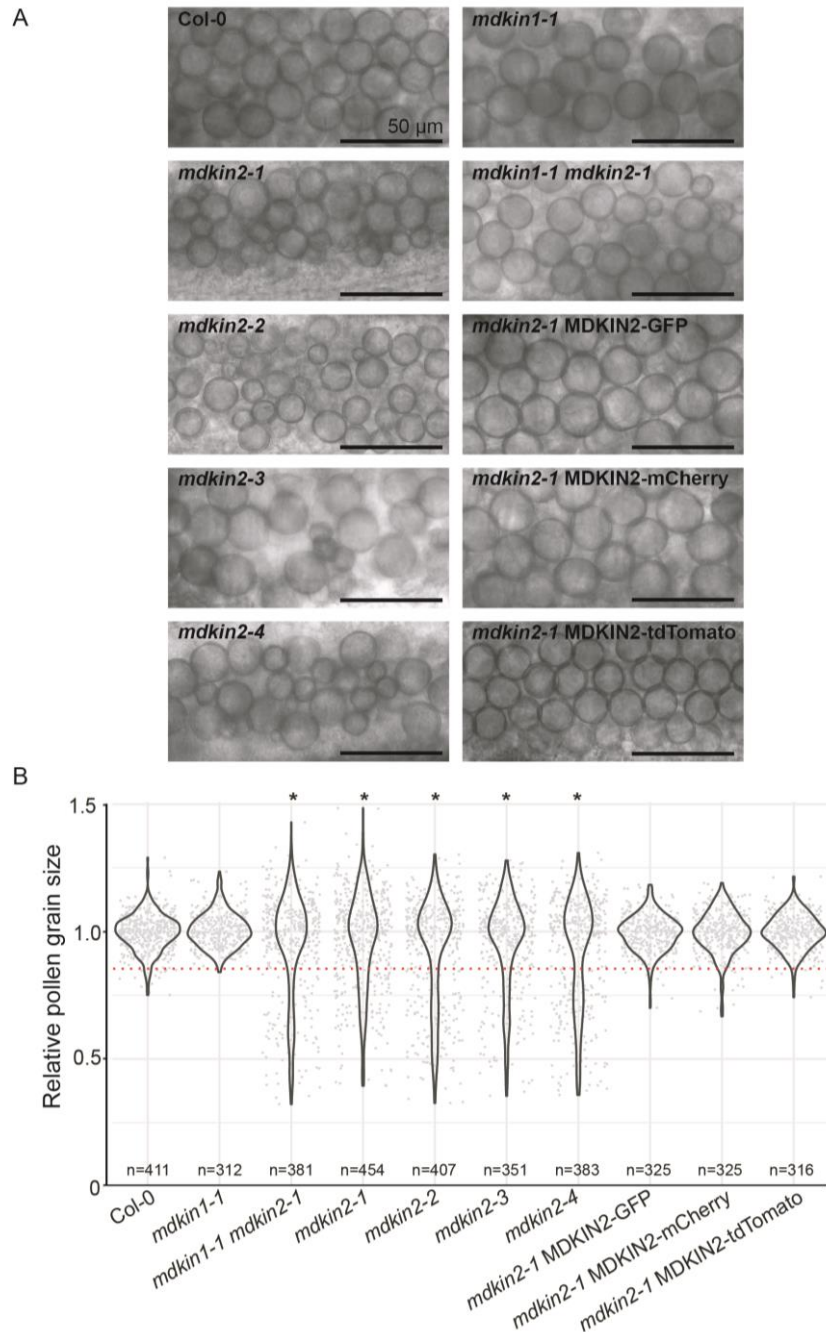 A
Col-0
50 µm
mdkin1-1
mdkin2-1
mdkin1-1 mdkin2-1
mdkin2-2
mdkin2-1 MDKIN2-GFP
mdkin2-3
mdkin2-1 MDKIN2-mCherry
mdkin2-4
mdkin2-1 MDKIN2-tdTomato
B
* * * * *
1.5
1.0
0.5
0
Relative pollen grain size
n=411 n=312 n=381 n=454 n=407 n=351 n=383 n=325 n=325 n=316
Col-0
mdkin1-1
mdkin1-1 mdkin2-1
mdkin2-1
mdkin2-2
mdkin2-3
mdkin2-4
mdkin2-1 MDKIN2-GFP
mdkin2-1 MDKIN2-mCherry
mdkin2-1 MDKIN2-tdTomato